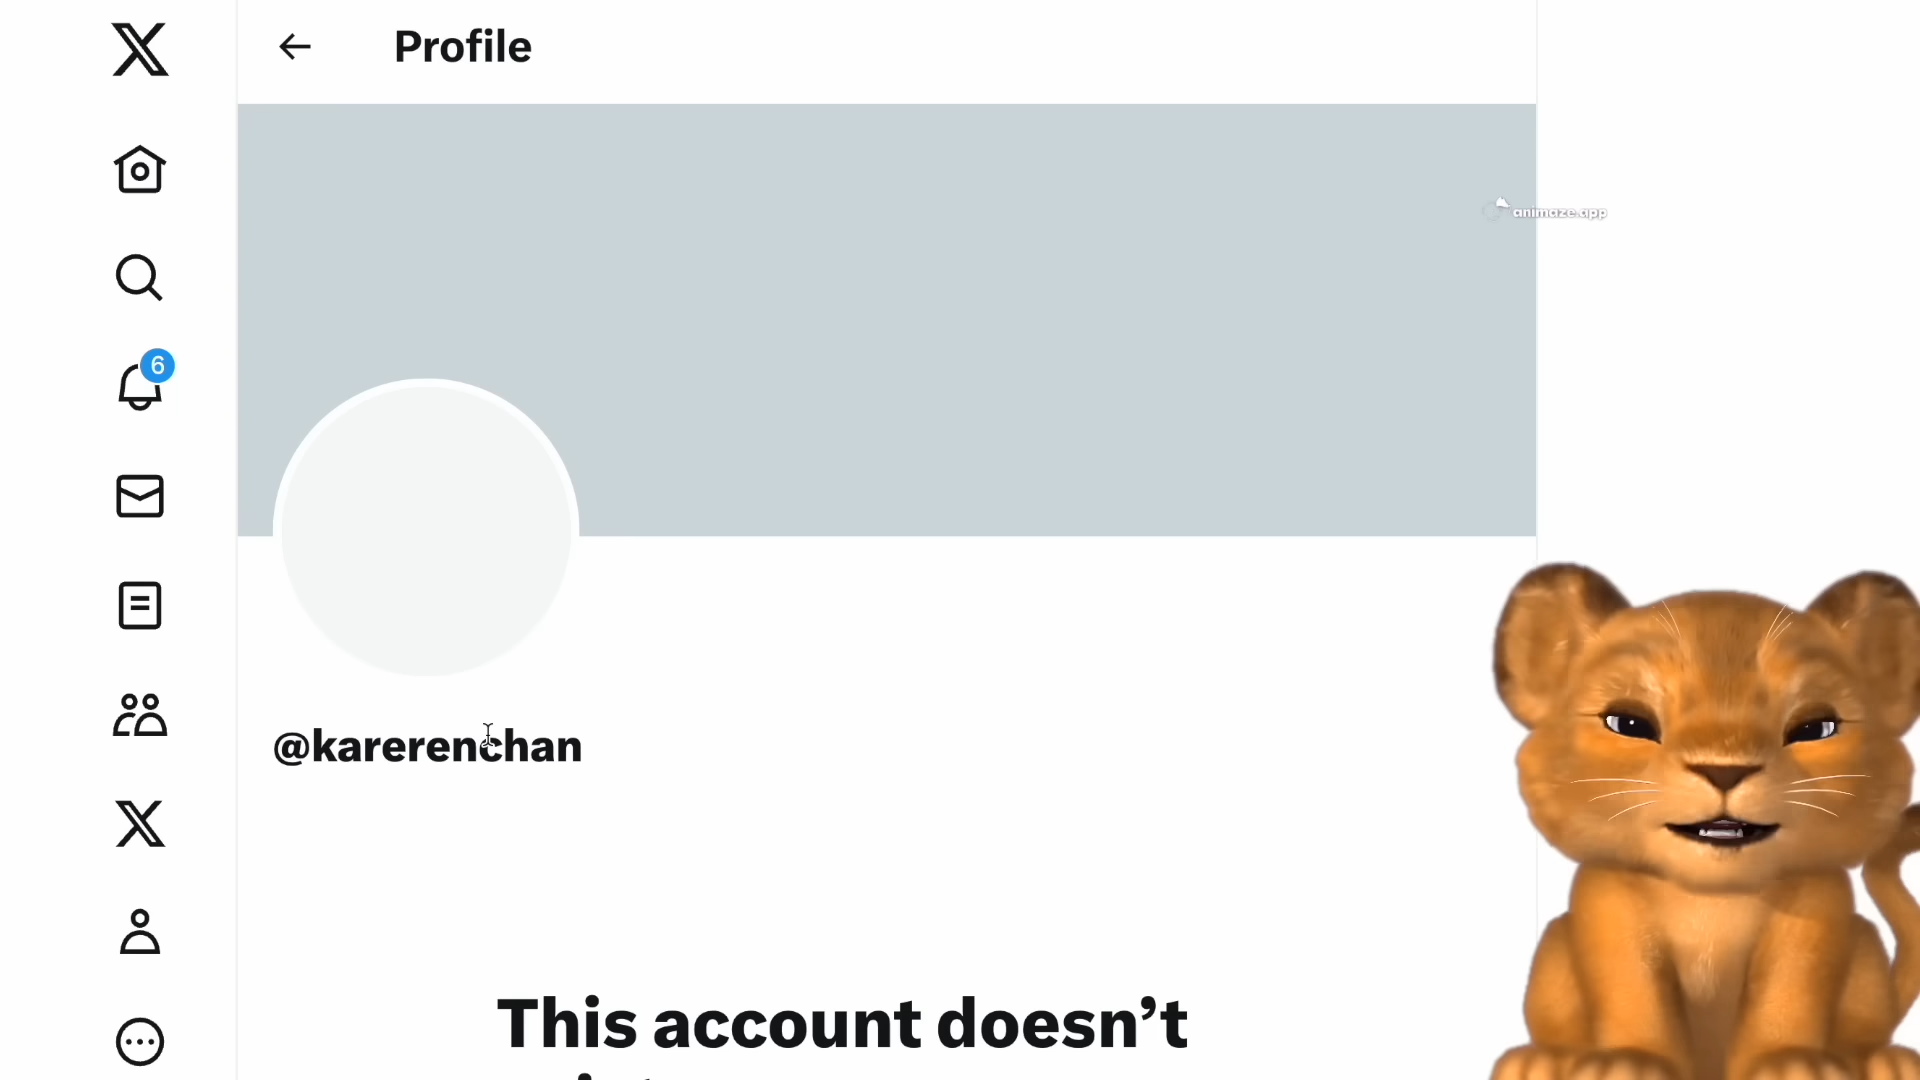 Profile
animaze.app
6
@karerenchan
This account doesn’t